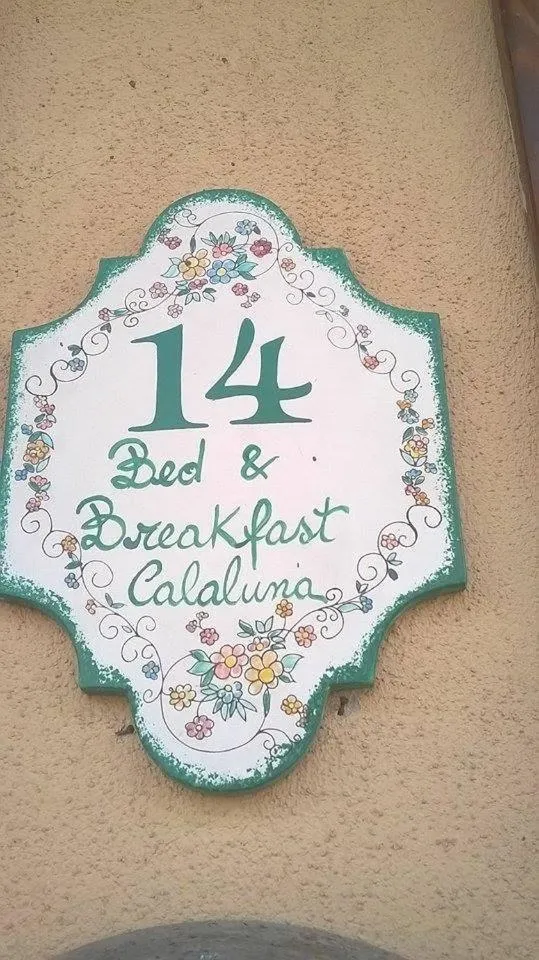 14
Bed &
Breakfast
Calaluna